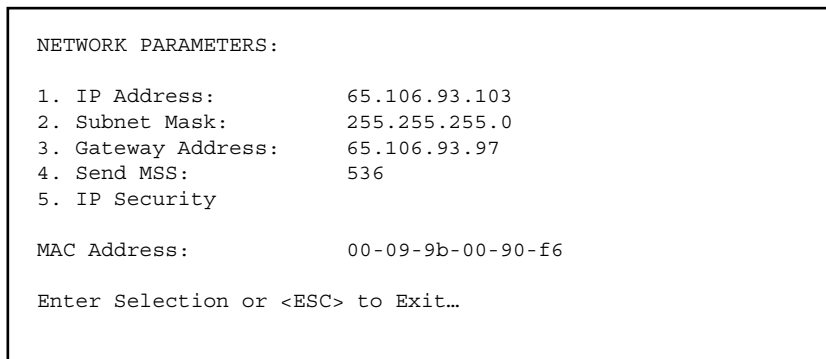 NETWORK PARAMETERS:
1. IP Address: 65.106.93.103
2. Subnet Mask: 255.255.255.0
3. Gateway Address: 65.106.93.97
4. Send MSS: 536
5. IP Security
MAC Address: 00-09-9b-00-90-f6
Enter Selection or <ESC> to Exit…